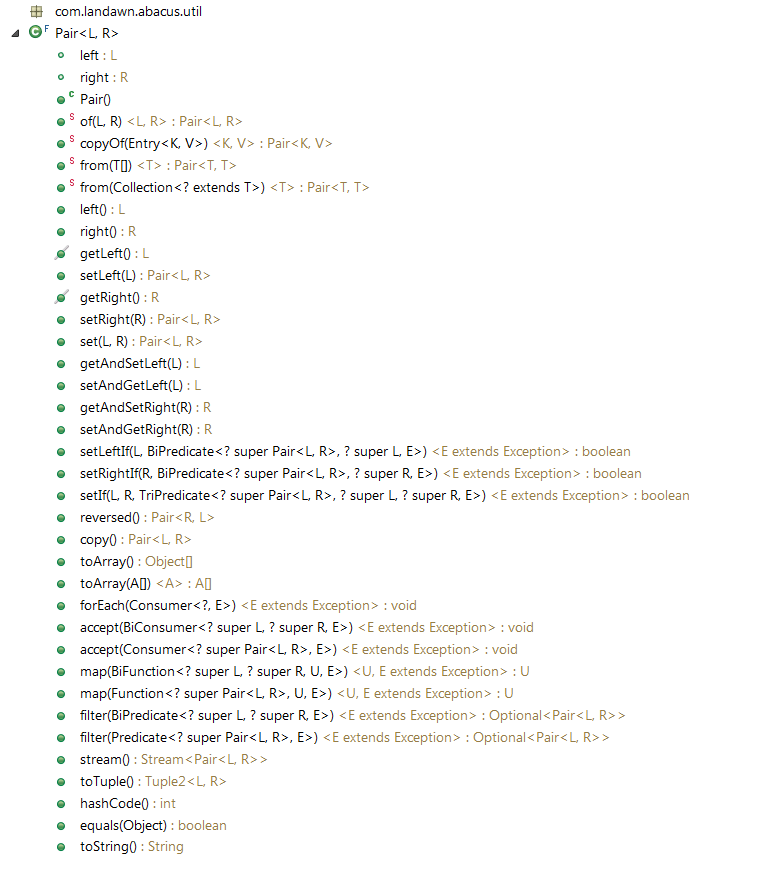 com.landawn.abacus.util
C F Pair<L, R>
left : L
right : R
C Pair()
S of(L, R) <L, R> : Pair<L, R>
S copyOf(Entry<K, V>) <K, V> : Pair<K, V>
S from(T[]) <T> : Pair<T, T>
S from(Collection<? extends T>) <T> : Pair<T, T>
left() : L
right() : R
getLeft() : L
setLeft(L) : Pair<L, R>
getRight() : R
setRight(R) : Pair<L, R>
set(L, R) : Pair<L, R>
getAndSetLeft(L) : L
setAndGetLeft(L) : L
getAndSetRight(R) : R
setAndGetRight(R) : R
setLeftIf(L, BiPredicate<? super Pair<L, R>, ? super L, E>) <E extends Exception> : boolean
setRightIf(R, BiPredicate<? super Pair<L, R>, ? super R, E>) <E extends Exception> : boolean
setIf(L, R, TriPredicate<? super Pair<L, R>, ? super L, ? super R, E>) <E extends Exception> : boolean
reversed() : Pair<R, L>
copy() : Pair<L, R>
toArray() : Object[]
toArray(A[]) <A> : A[]
forEach(Consumer<?, E>) <E extends Exception> : void
accept(BiConsumer<? super L, ? super R, E>) <E extends Exception> : void
accept(Consumer<? super Pair<L, R>, E>) <E extends Exception> : void
map(BiFunction<? super L, ? super R, U, E>) <U, E extends Exception> : U
map(Function<? super Pair<L, R>, U, E>) <U, E extends Exception> : U
filter(BiPredicate<? super L, ? super R, E>) <E extends Exception> : Optional<Pair<L, R>>
filter(Predicate<? super Pair<L, R>, E>) <E extends Exception> : Optional<Pair<L, R>>
stream() : Stream<Pair<L, R>>
toTuple() : Tuple2<L, R>
hashCode() : int
equals(Object) : boolean
toString() : String